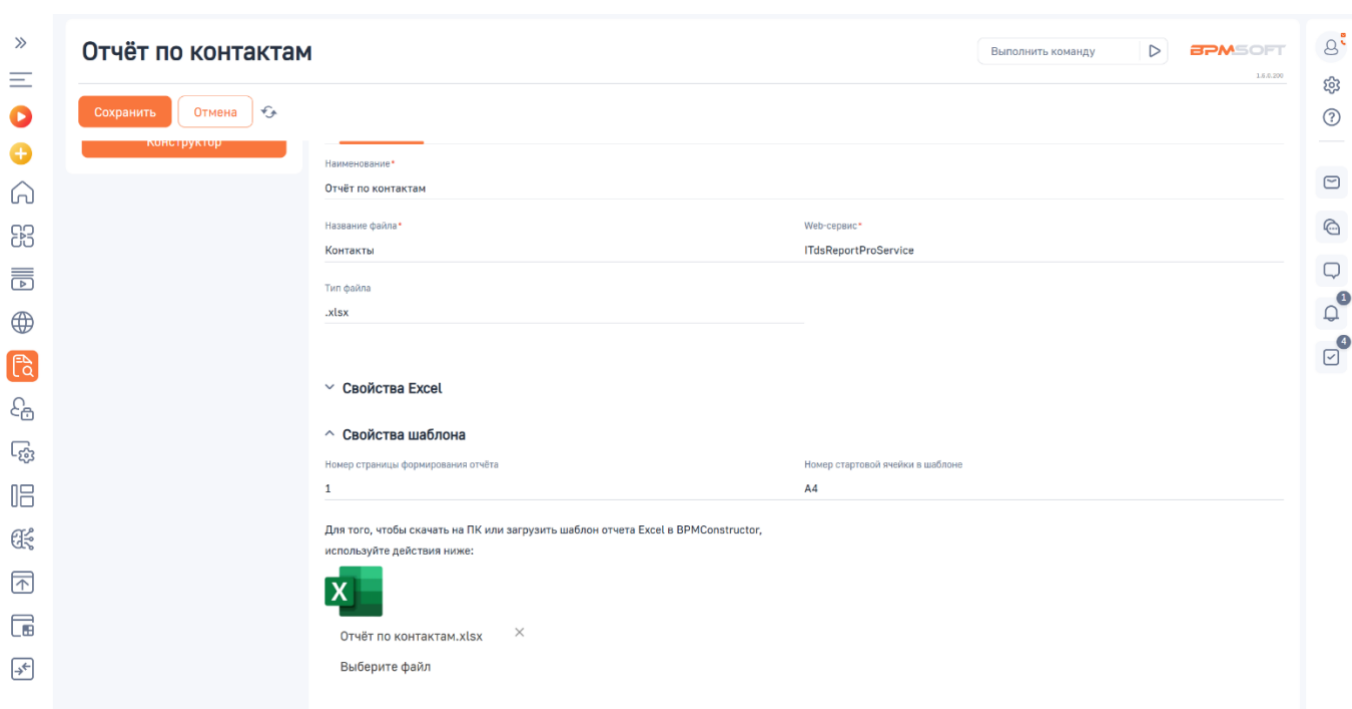 Отчёт по контактам
Выполнить команду
BPMSOFT
1.6.0.200
Сохранить
Отмена
Конструктор
Наименование*
Отчёт по контактам
Название файла*
Web-сервис*
Контакты
ITdsReportProService
Тип файла
.xlsx
Свойства Excel
Свойства шаблона
Номер страницы формирования отчёта
Номер стартовой ячейки в шаблоне
1
A4
Для того, чтобы скачать на ПК или загрузить шаблон отчета Excel в BPMConstructor,
используйте действия ниже:
X
Отчёт по контактам.xlsx
Выберите файл
1
4